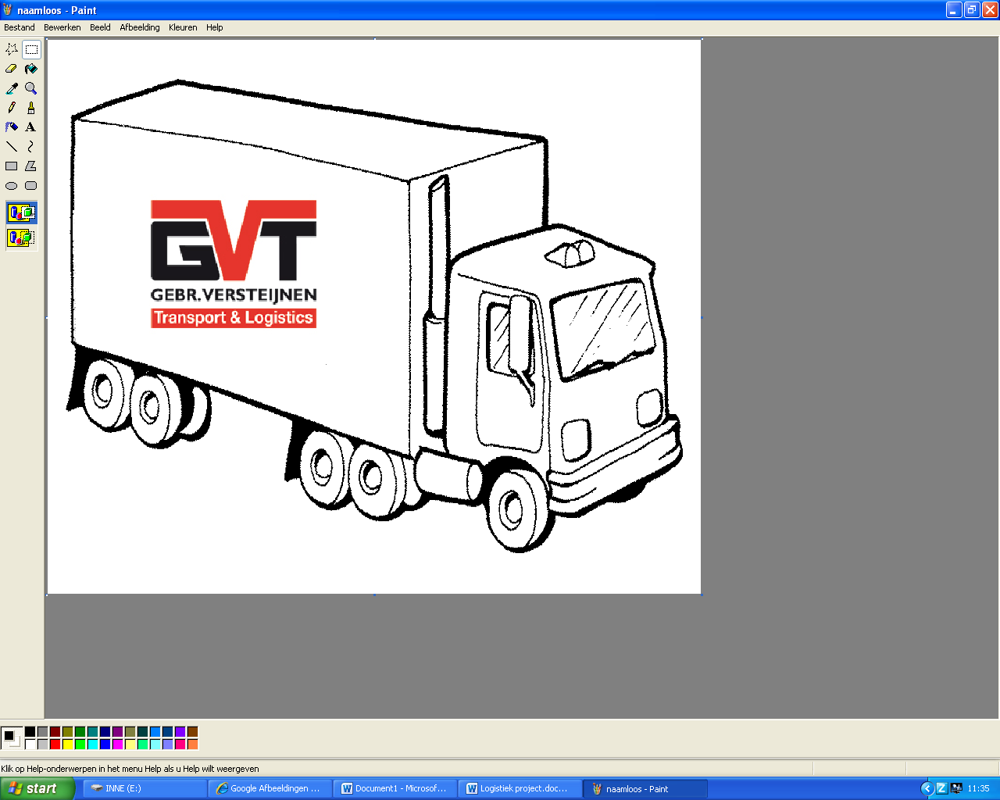 naamloos - Paint
Bestand Bewerken Beeld Afbeelding Kleuren Help
A
GVT
GEBR.VERSTEIJNEN
Transport & Logistics
Klik op Help-onderwerpen in het menu Help als u Help wilt weergeven
start INNE (E:) Google Afbeeldingen ... Document1 - Microsof... Logistiek project.doc... naamloos - Paint Z 11:35